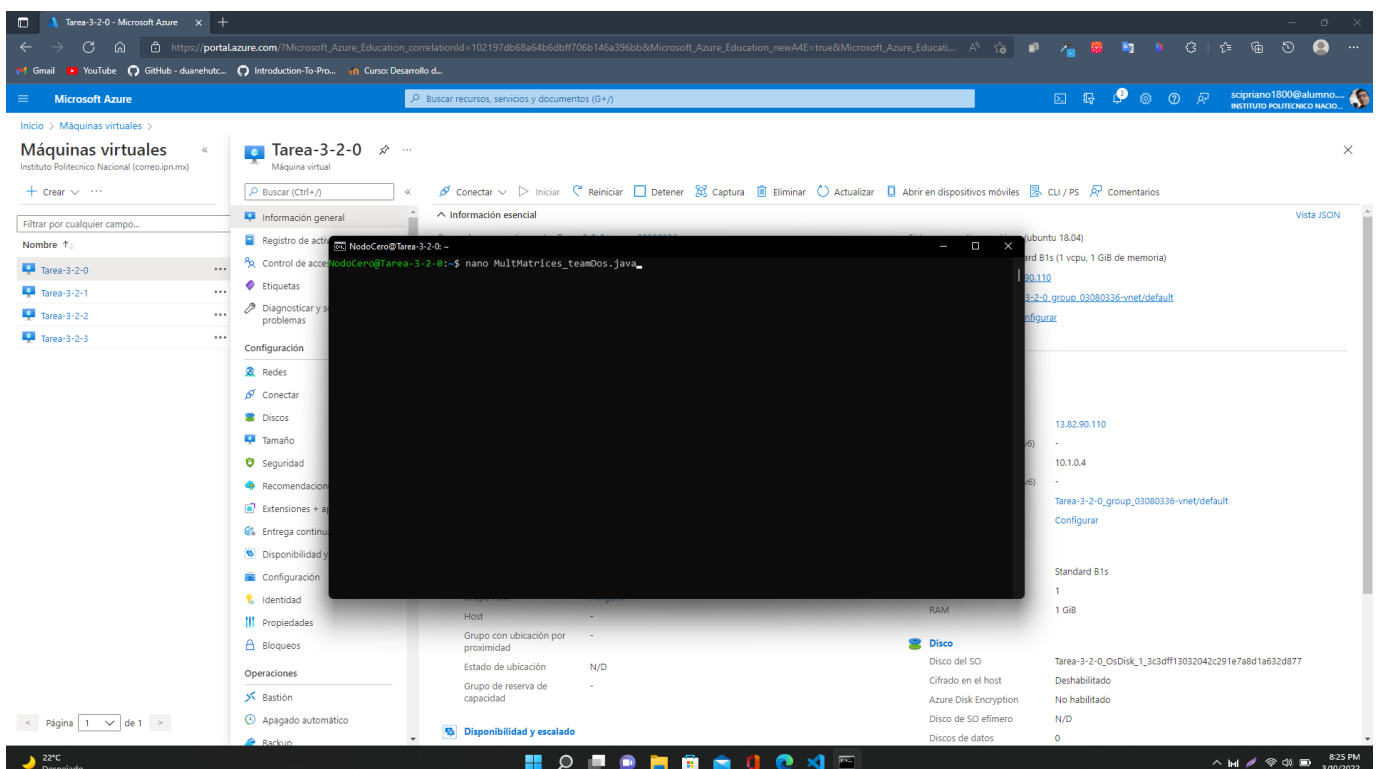 Tarea-3-2-0 - Microsoft Azure
https://portal.azure.com/?Microsoft_Azure_Education_correlationId=102197db68a64b6dbff706b146a396bb&Microsoft_Azure_Education_newA4E=true&Microsoft_Azure_Educati...
Gmail YouTube GitHub - duanehutc... Introduction-To-Pro... Curso: Desarrollo d...
Microsoft Azure
Buscar recursos, servicios y documentos (G+/)
3
scipriano1800@alumno....
INSTITUTO POLITECNICO NACIO...
Inicio > Máquinas virtuales >
Máquinas virtuales
Instituto Politecnico Nacional (correo.ipn.mx)
Crear
Filtrar por cualquier campo...
Nombre
Tarea-3-2-0
Tarea-3-2-1
Tarea-3-2-2
Tarea-3-2-3
Página 1 de 1
Tarea-3-2-0
Máquina virtual
Buscar (Ctrl+/)
Información general
Registro de activ
Control de acce
Etiquetas
Diagnosticar y s
problemas
Configuración
Redes
Conectar
Discos
Tamaño
Seguridad
Recomendacion
Extensiones + a
Entrega continu
Disponibilidad y
Configuración
Identidad
Propiedades
Bloqueos
Operaciones
Bastión
Apagado automático
Backup
Conectar Iniciar Reiniciar Detener Captura Eliminar Actualizar Abrir en dispositivos móviles CLI / PS Comentarios
Información esencial
Vista JSON
NodoCero@Tarea-3-2-0: ~
NodoCero@Tarea-3-2-0:~$ nano MultMatrices_teamDos.java
(ubuntu 18.04)
ard B1s (1 vcpu, 1 GiB de memoria)
90.110
3-2-0_group_03080336-vnet/default
nfigurar
13.82.90.110
v6) -
10.1.0.4
v6) -
Tarea-3-2-0_group_03080336-vnet/default
Configurar
Standard B1s
1
RAM 1 GiB
Host -
Grupo con ubicación por
proximidad
-
Estado de ubicación N/D
Grupo de reserva de
capacidad
-
Disponibilidad y escalado
Disco
Disco del SO Tarea-3-2-0_OsDisk_1_3c3dff13032042c291e7a8d1a632d877
Cifrado en el host Deshabilitado
Azure Disk Encryption No habilitado
Disco de SO efímero N/D
Discos de datos 0
22°C
Despejado
8:25 PM
3/10/2022